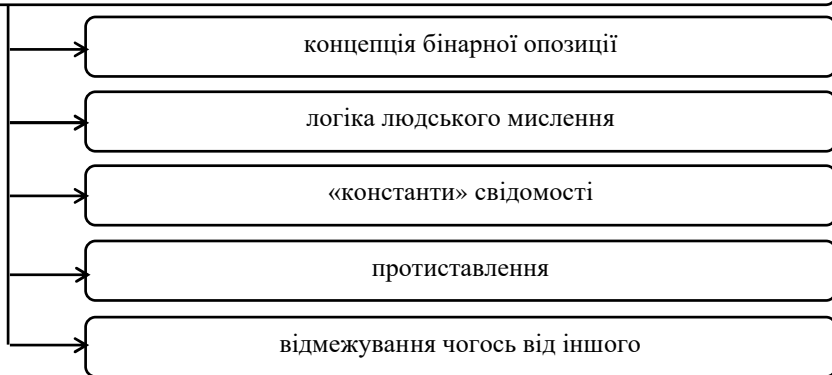 концепція бінарної опозиції
логіка людського мислення
«константи» свідомості
протиставлення
відмежування чогось від іншого